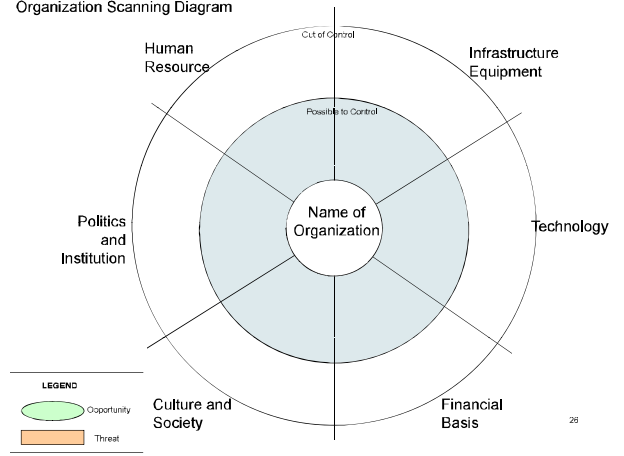 Organization Scanning Diagram
Out of Control
Human
Resource
Infrastructure
Equipment
Possible to Control
Name of
Organization
Politics
and
Institution
Technology
LEGEND
Opportunity
Threat
Culture and
Society
Financial
Basis
26